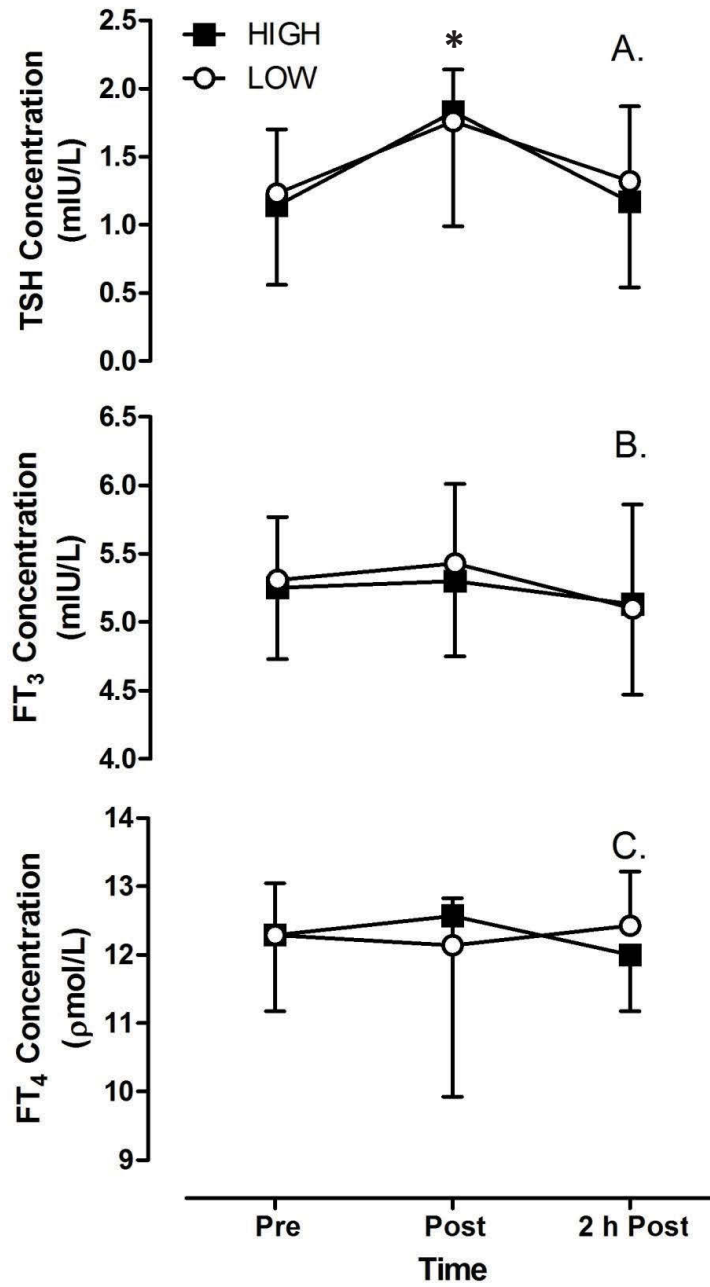 HIGH
LOW
*
A.
TSH Concentration
(mIU/L)
2.5
2.0
1.5
1.0
0.5
0.0
B.
FT₃ Concentration
(mIU/L)
6.5
6.0
5.5
5.0
4.5
4.0
C.
FT₄ Concentration
(ρmol/L)
14
13
12
11
10
9
Pre Post 2 h Post
Time